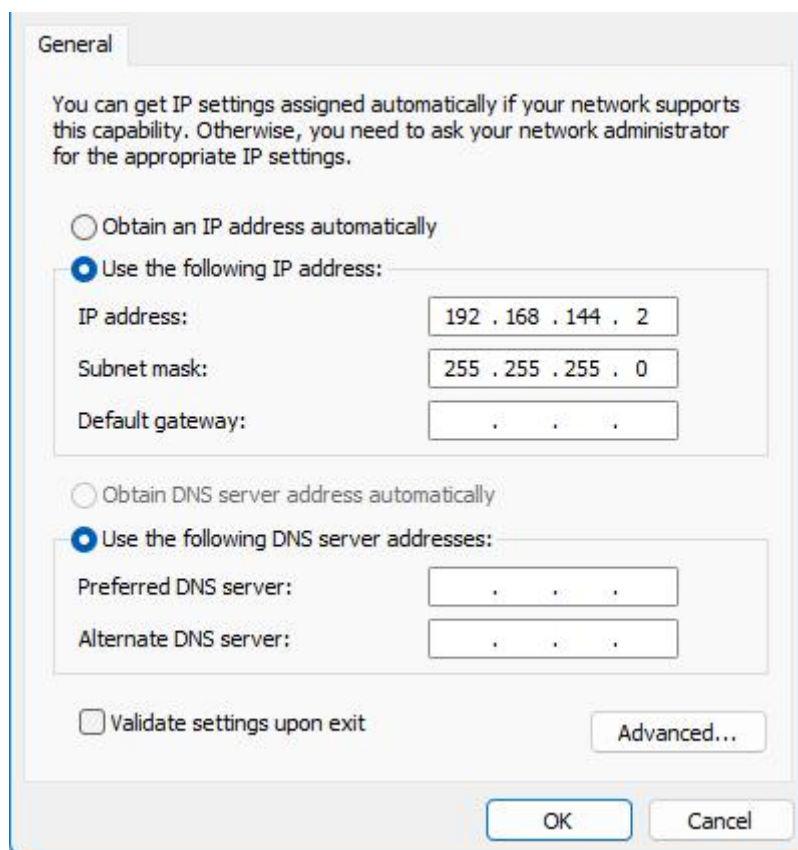 General
You can get IP settings assigned automatically if your network supports
this capability. Otherwise, you need to ask your network administrator
for the appropriate IP settings.
Obtain an IP address automatically
Use the following IP address:
IP address: 192 . 168 . 144 . 2
Subnet mask: 255 . 255 . 255 . 0
Default gateway: . . .
Obtain DNS server address automatically
Use the following DNS server addresses:
Preferred DNS server: . . .
Alternate DNS server: . . .
Validate settings upon exit
Advanced...
OK Cancel